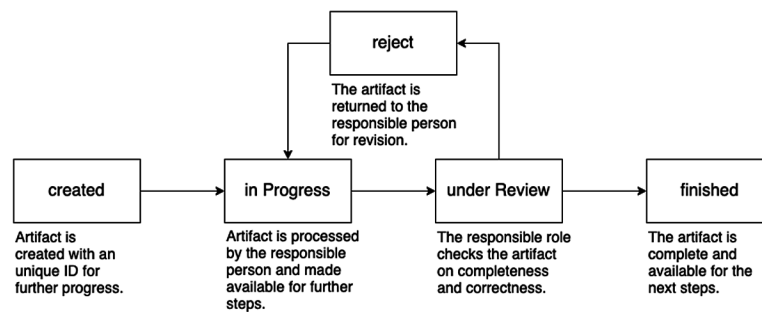 reject
The artifact is
returned to the
responsible person
for revision.
created
in Progress
under Review
finished
Artifact is
created with an
unique ID for
further progress.
Artifact is processed
by the responsible
person and made
available for further
steps.
The responsible role
checks the artifact
on completeness
and correctness.
The artifact is
complete and
available for the
next steps.